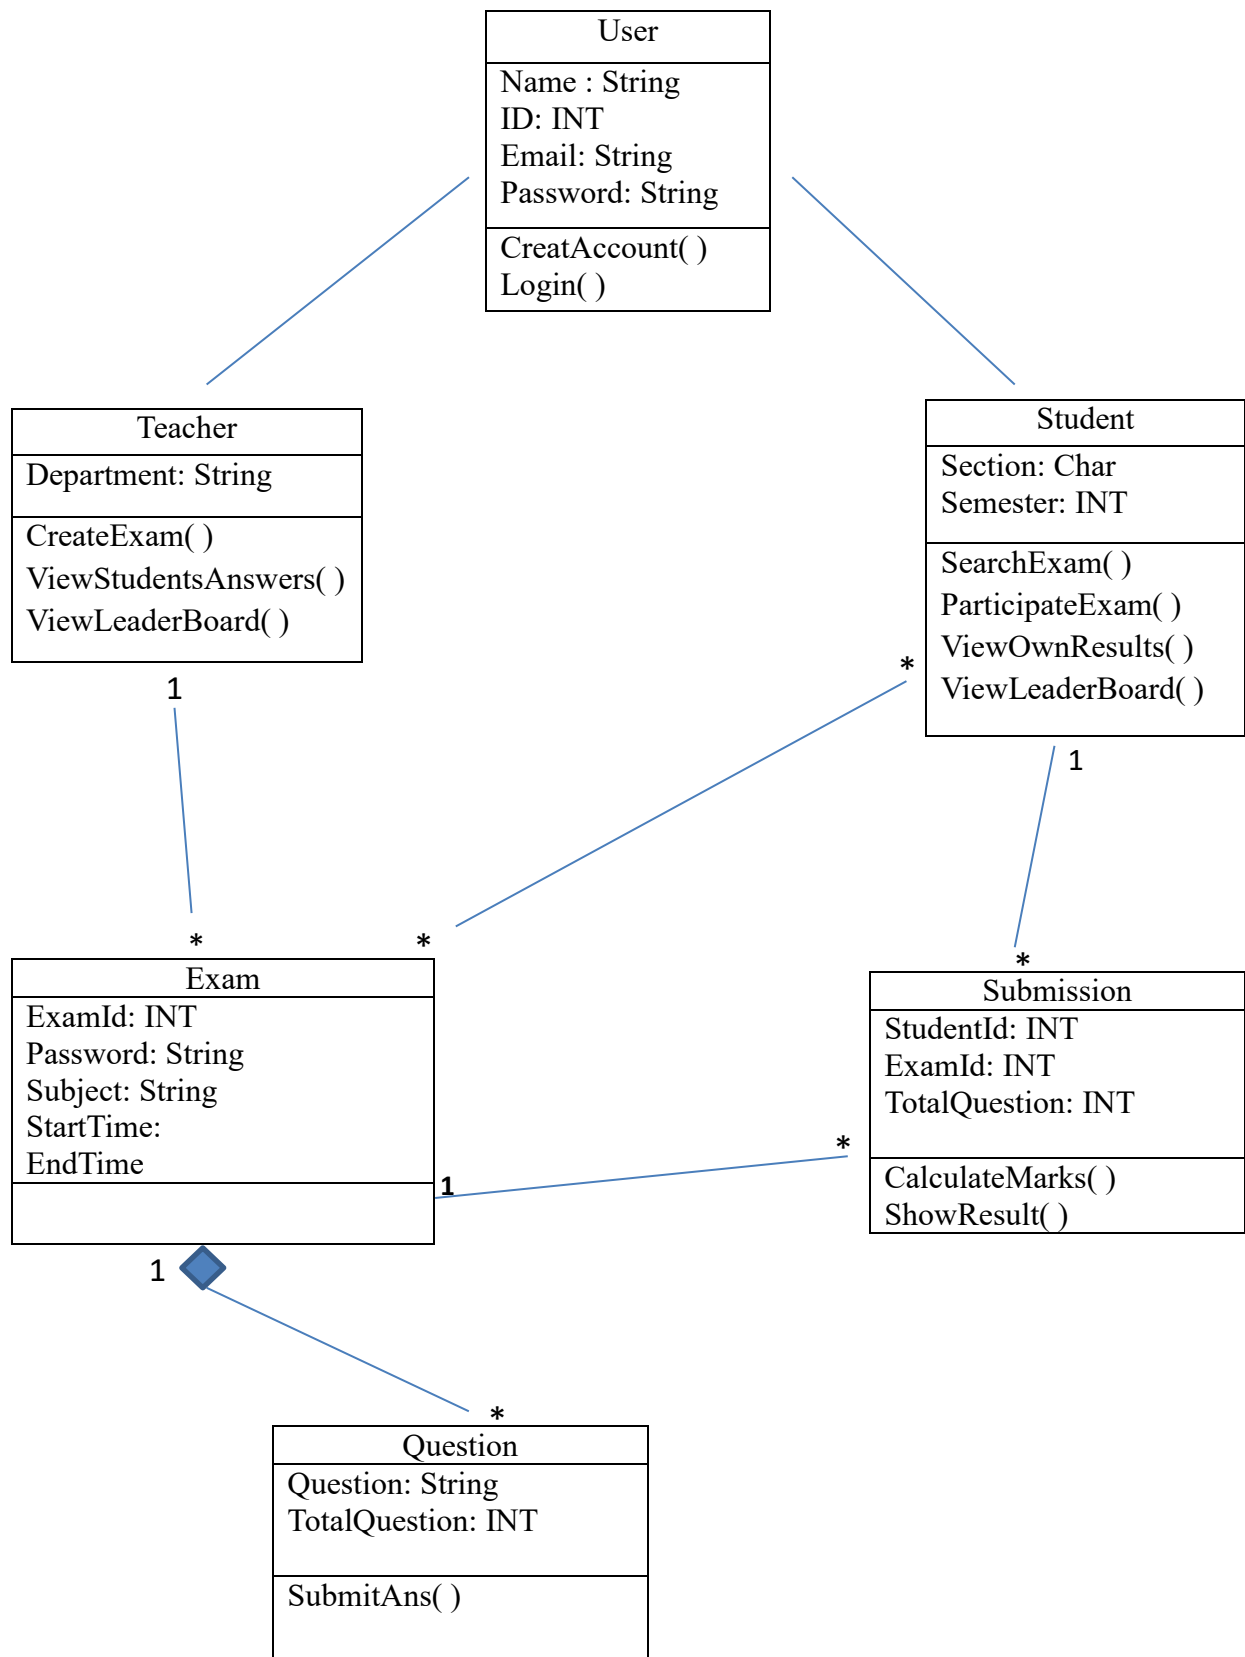 User
Name : String
ID: INT
Email: String
Password: String
CreatAccount( )
Login( )
Teacher
Department: String
CreateExam( )
ViewStudentsAnswers( )
ViewLeaderBoard( )
1
Student
Section: Char
Semester: INT
SearchExam( )
ParticipateExam( )
ViewOwnResults( )
ViewLeaderBoard( )
*
1
*
*
*
Exam
ExamId: INT
Password: String
Subject: String
StartTime:
EndTime
1
*
Submission
StudentId: INT
ExamId: INT
TotalQuestion: INT
CalculateMarks( )
ShowResult( )
1
*
Question
Question: String
TotalQuestion: INT
SubmitAns( )